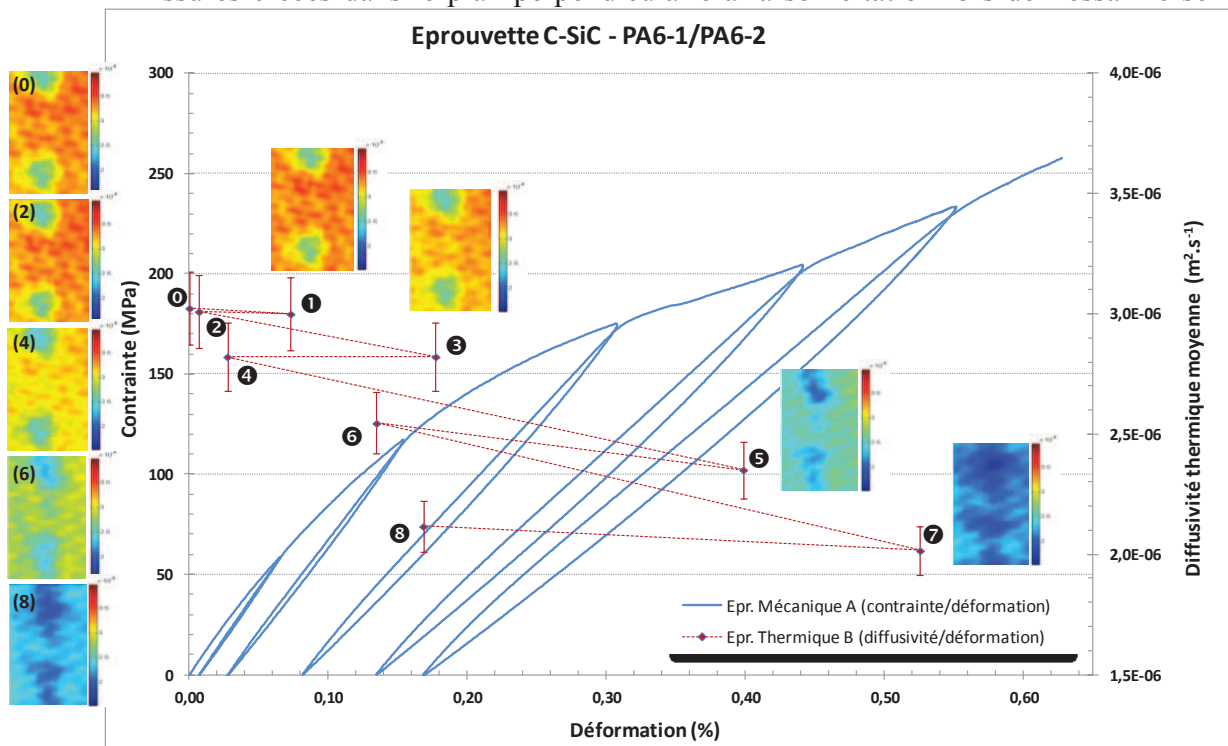 Eprouvette C-SiC - PA6-1/PA6-2
(0)
(2)
(4)
(6)
(8)
Contrainte (MPa)
300
250
200
150
100
50
0
0,00
0,10
0,20
0,30
0,40
0,50
0,60
Déformation (%)
4,0E-06
3,5E-06
3,0E-06
2,5E-06
2,0E-06
1,5E-06
Diffusivité thermique moyenne (m².s⁻¹)
0
1
2
3
4
5
6
7
8
Epr. Mécanique A (contrainte/déformation)
Epr. Thermique B (diffusivité/déformation)